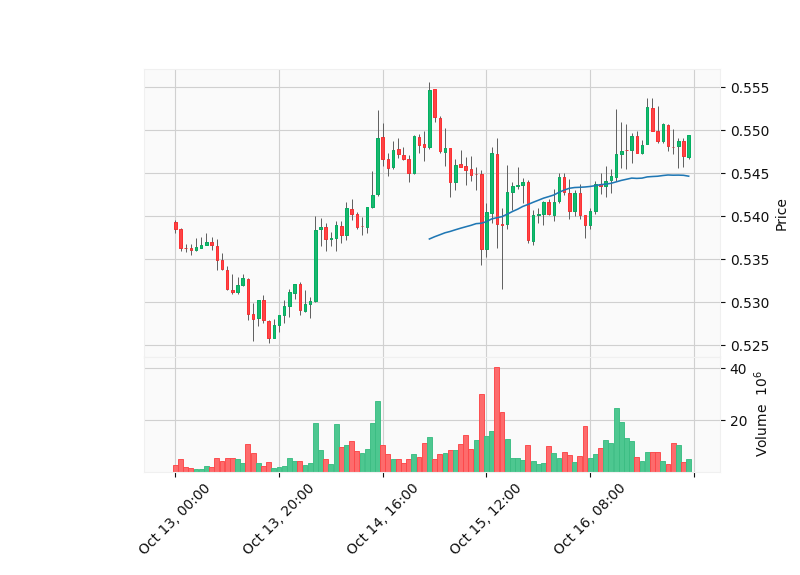 0.555
0.550
0.545
0.540
0.535
0.530
0.525
Price
40
20
Volume 10^6
Oct 13, 00:00
Oct 13, 20:00
Oct 14, 16:00
Oct 15, 12:00
Oct 16, 08:00